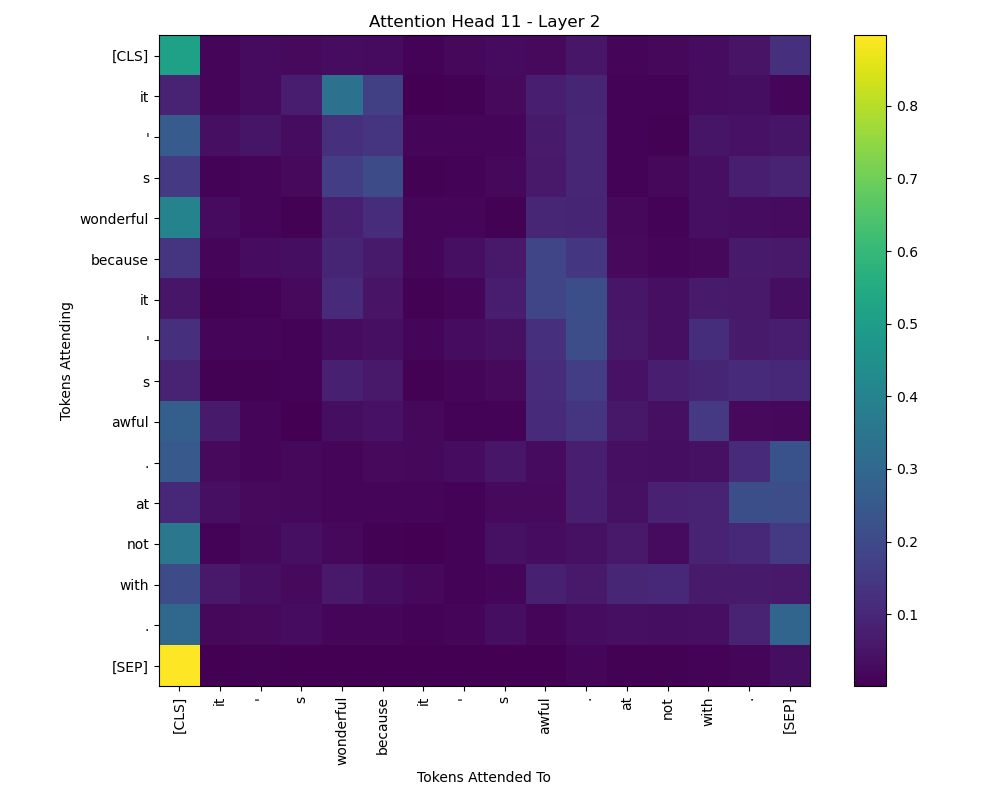 Attention Head 11 - Layer 2
[CLS]
it
'
s
wonderful
because
it
'
s
awful
.
at
not
with
.
[SEP]
Tokens Attending
[CLS]
it
'
s
wonderful
because
it
'
s
awful
.
at
not
with
.
[SEP]
Tokens Attended To
0.8
0.7
0.6
0.5
0.4
0.3
0.2
0.1